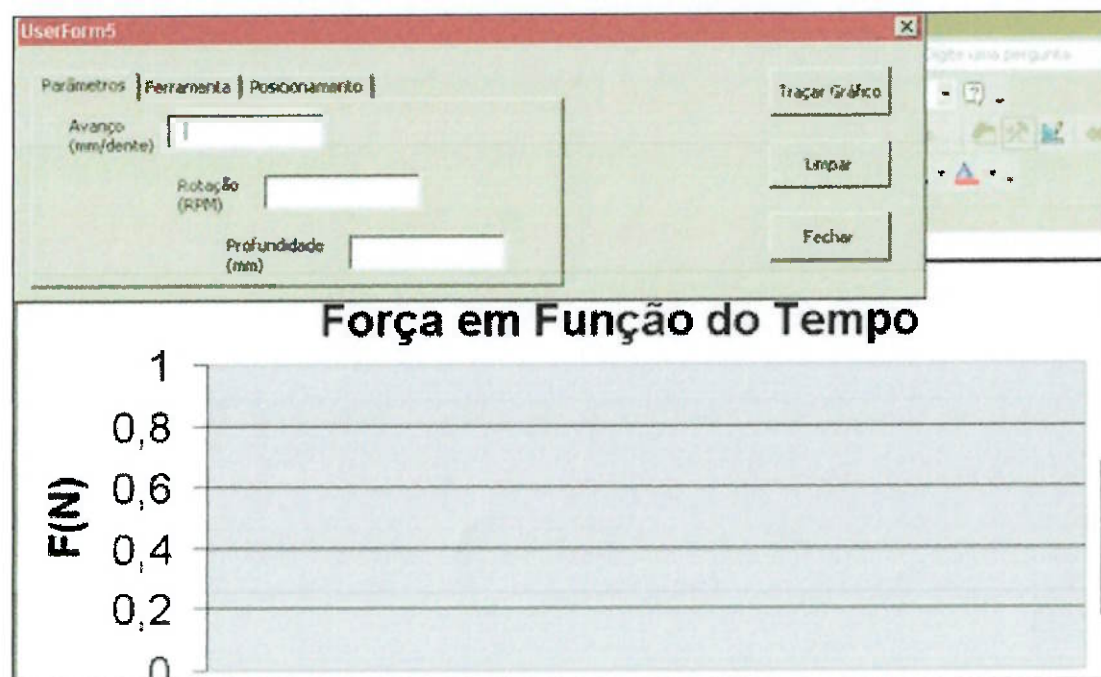 UserForm5
Digite uma pergunta
Parâmetros Ferramenta Posicionamento
Traçar Gráfico
Avanço
(mm/dente)
Limpar
Rotação
(RPM)
Fechar
Profundidade
(mm)
Força em Função do Tempo
1
0,8
0,6
0,4
0,2
0
F(N)